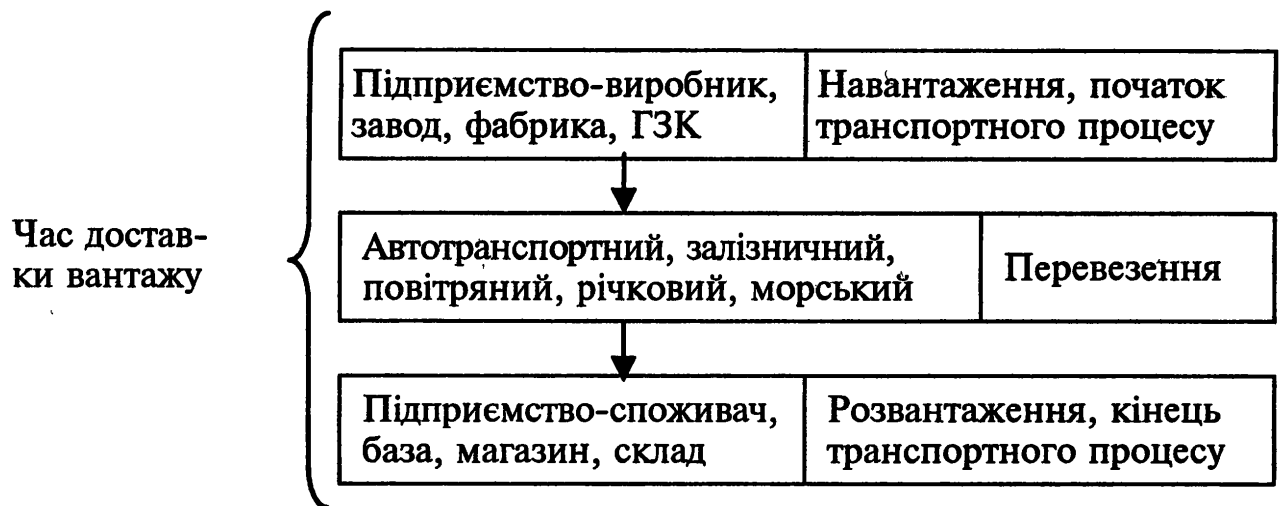 Підприємство-виробник,
завод, фабрика, ГЗК
Навантаження, початок
транспортного процесу
Час достав-
ки вантажу
Автотранспортний, залізничний,
повітряний, річковий, морський
Перевезення
Підприємство-споживач,
база, магазин, склад
Розвантаження, кінець
транспортного процесу